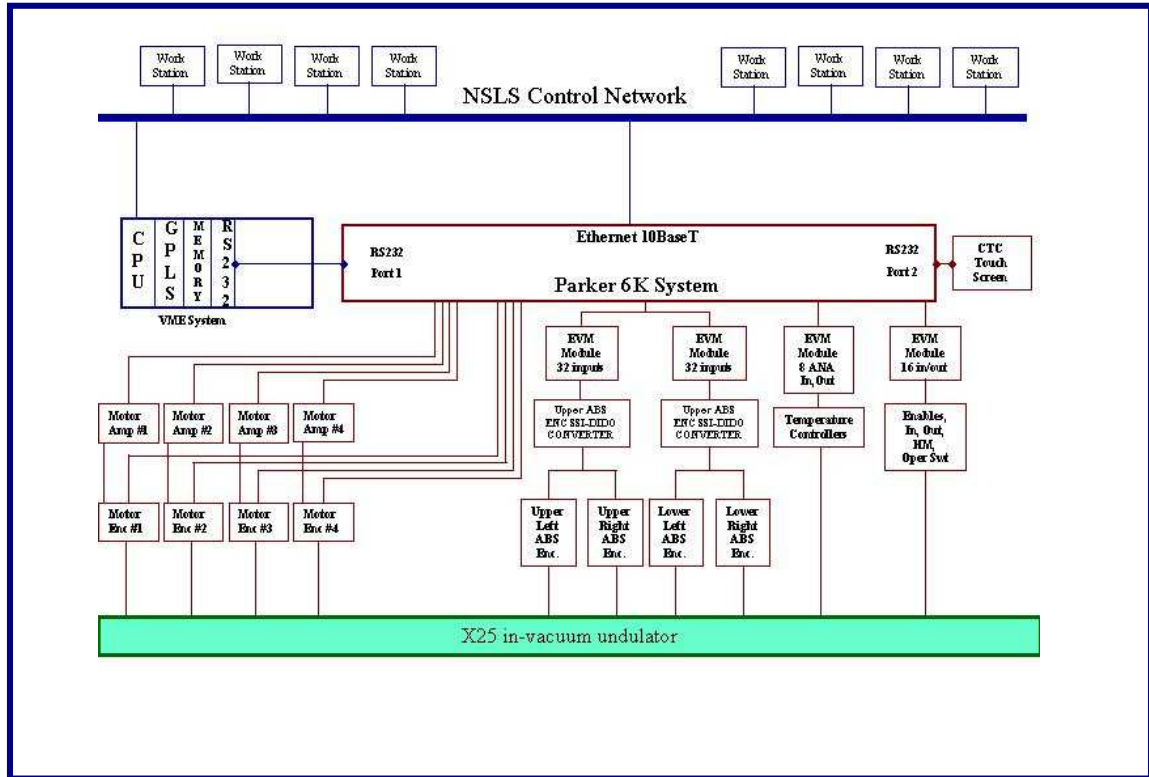 Work
Station
Work
Station
Work
Station
Work
Station
Work
Station
Work
Station
Work
Station
Work
Station
NSLS Control Network
CPU
GPLS
MEMORY
RS232
VME System
Ethernet 10BaseT
RS232
Port 1
RS232
Port 2
Parker 6K System
CTC
Touch
Screen
EVM
Module
32 inputs
EVM
Module
32 inputs
EVM
Module
8 ANA
In, Out
EVM
Module
16 in/out
Motor
Amp #1
Motor
Amp #2
Motor
Amp #3
Motor
Amp #4
Upper ABS
ENC SSI-DIDO
CONVERTER
Upper ABS
ENC SSI-DIDO
CONVERTER
Temperature
Controllers
Enables,
In, Out,
HM,
Oper Swt
Motor
Enc #1
Motor
Enc #2
Motor
Enc #3
Motor
Enc #4
Upper
Left
ABS
Enc.
Upper
Right
ABS
Enc.
Lower
Left
ABS
Enc.
Lower
Right
ABS
Enc.
X25 in-vacuum undulator